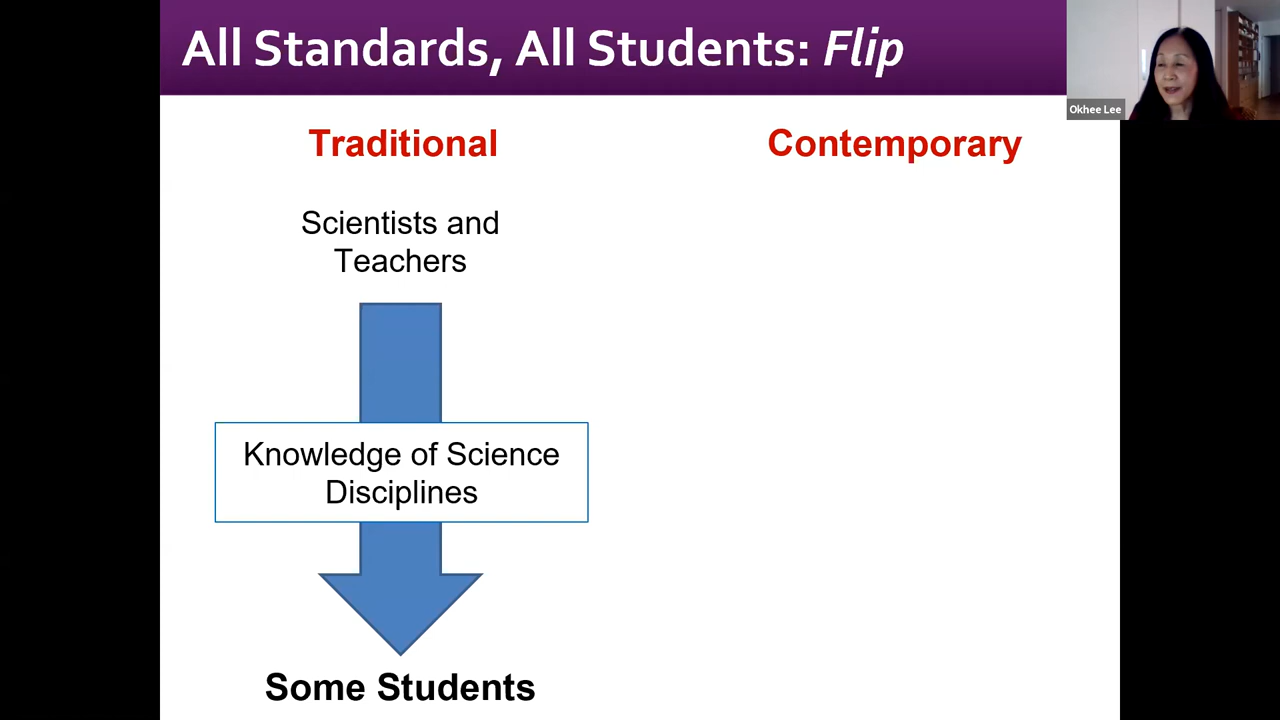 All Standards, All Students: Flip
Okhee Lee
Traditional
Contemporary
Scientists and
Teachers
Knowledge of Science
Disciplines
Some Students